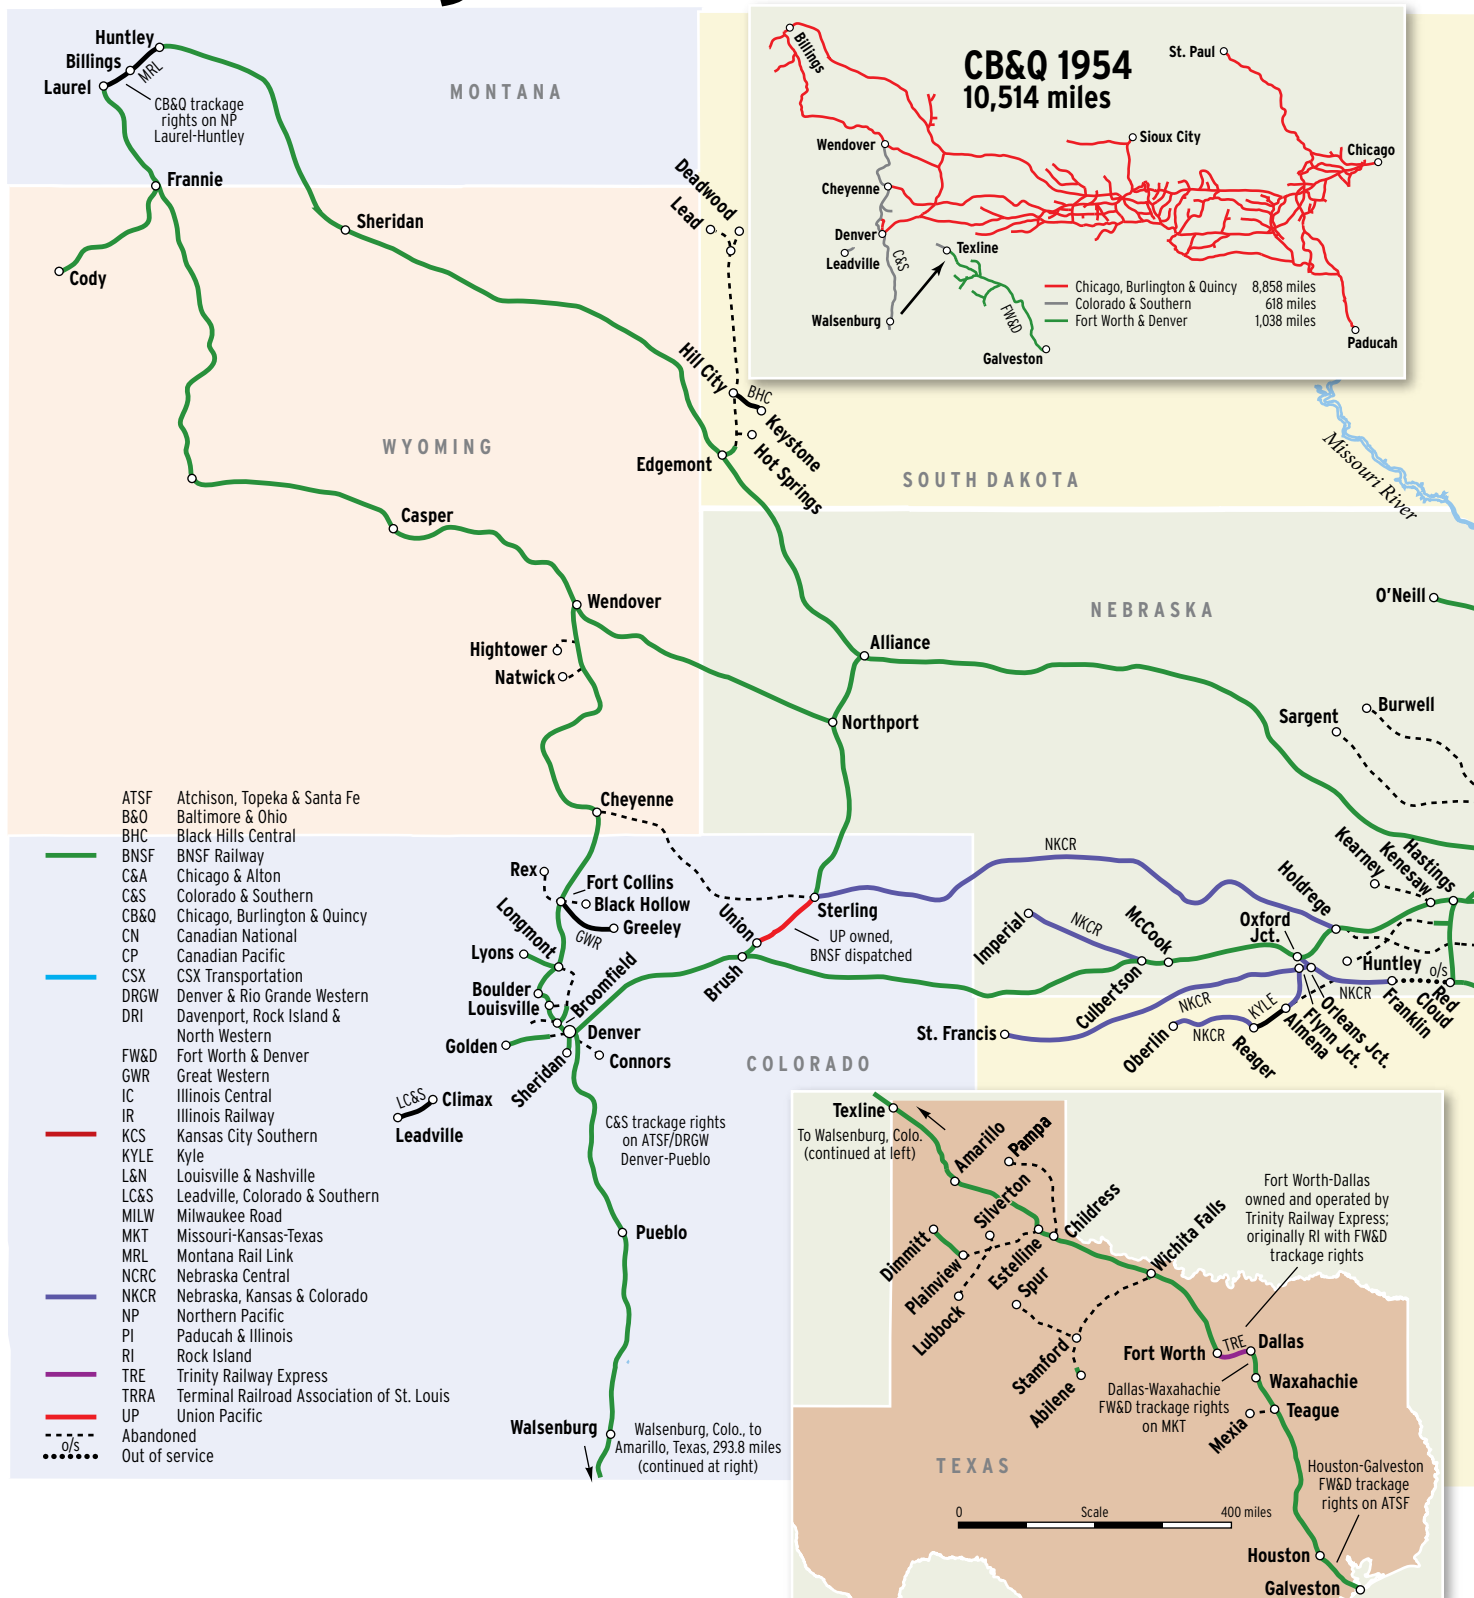 Huntley
Billings
Laurel
MRL
CB&Q trackage
rights on NP
Laurel-Huntley
MONTANA
Frannie
Cody
Sheridan
WYOMING
Casper
Wendover
Hightower
Natwick
Cheyenne
Deadwood
Lead
Hill City
BHC
Keystone
Hot Springs
Edgemont
SOUTH DAKOTA
Missouri River
CB&Q 1954
10,514 miles
Billings
St. Paul
Wendover
Sioux City
Chicago
Cheyenne
Denver
Leadville
C&S
Texline
Walsenburg
FW&D
Galveston
Paducah
Chicago, Burlington & Quincy 8,858 miles
Colorado & Southern 618 miles
Fort Worth & Denver 1,038 miles
NEBRASKA
O'Neill
Alliance
Northport
Sargent
Burwell
NKCR
Kearney
Kenesaw
Hastings
Holdrege
Oxford
Jct.
Sterling
Union
UP owned,
BNSF dispatched
Brush
Imperial
NKCR
McCook
Culbertson
Huntley
o/s
Red
Cloud
Franklin
NKCR
Orleans Jct.
Flynn Jct.
Almena
KYLE
Reager
NKCR
NKCR
Oberlin
St. Francis
Rex
Fort Collins
Black Hollow
Greeley
GWR
Longmont
Lyons
Boulder
Louisville
Broomfield
Golden
Denver
Sheridan
Connors
COLORADO
LC&S
Climax
Leadville
C&S trackage rights
on ATSF/DRGW
Denver-Pueblo
Pueblo
Walsenburg
Walsenburg, Colo., to
Amarillo, Texas, 293.8 miles
(continued at right)
ATSF Atchison, Topeka & Santa Fe
B&O Baltimore & Ohio
BHC Black Hills Central
BNSF BNSF Railway
C&A Chicago & Alton
C&S Colorado & Southern
CB&Q Chicago, Burlington & Quincy
CN Canadian National
CP Canadian Pacific
CSX CSX Transportation
DRGW Denver & Rio Grande Western
DRI Davenport, Rock Island &
North Western
FW&D Fort Worth & Denver
GWR Great Western
IC Illinois Central
IR Illinois Railway
KCS Kansas City Southern
KYLE Kyle
L&N Louisville & Nashville
LC&S Leadville, Colorado & Southern
MILW Milwaukee Road
MKT Missouri-Kansas-Texas
MRL Montana Rail Link
NCRC Nebraska Central
NKCR Nebraska, Kansas & Colorado
NP Northern Pacific
PI Paducah & Illinois
RI Rock Island
TRE Trinity Railway Express
TRRA Terminal Railroad Association of St. Louis
UP Union Pacific
Abandoned
o/s
Out of service
Texline
To Walsenburg, Colo.
(continued at left)
Amarillo
Pampa
Silverton
Childress
Dimmitt
Plainview
Estelline
Lubbock
Spur
Wichita Falls
Stamford
Abilene
Fort Worth-Dallas
owned and operated by
Trinity Railway Express;
originally RI with FW&D
trackage rights
Fort Worth
TRE
Dallas
Dallas-Waxahachie
FW&D trackage rights
on MKT
Waxahachie
Teague
Mexia
TEXAS
Houston-Galveston
FW&D trackage
rights on ATSF
0 Scale 400 miles
Houston
Galveston